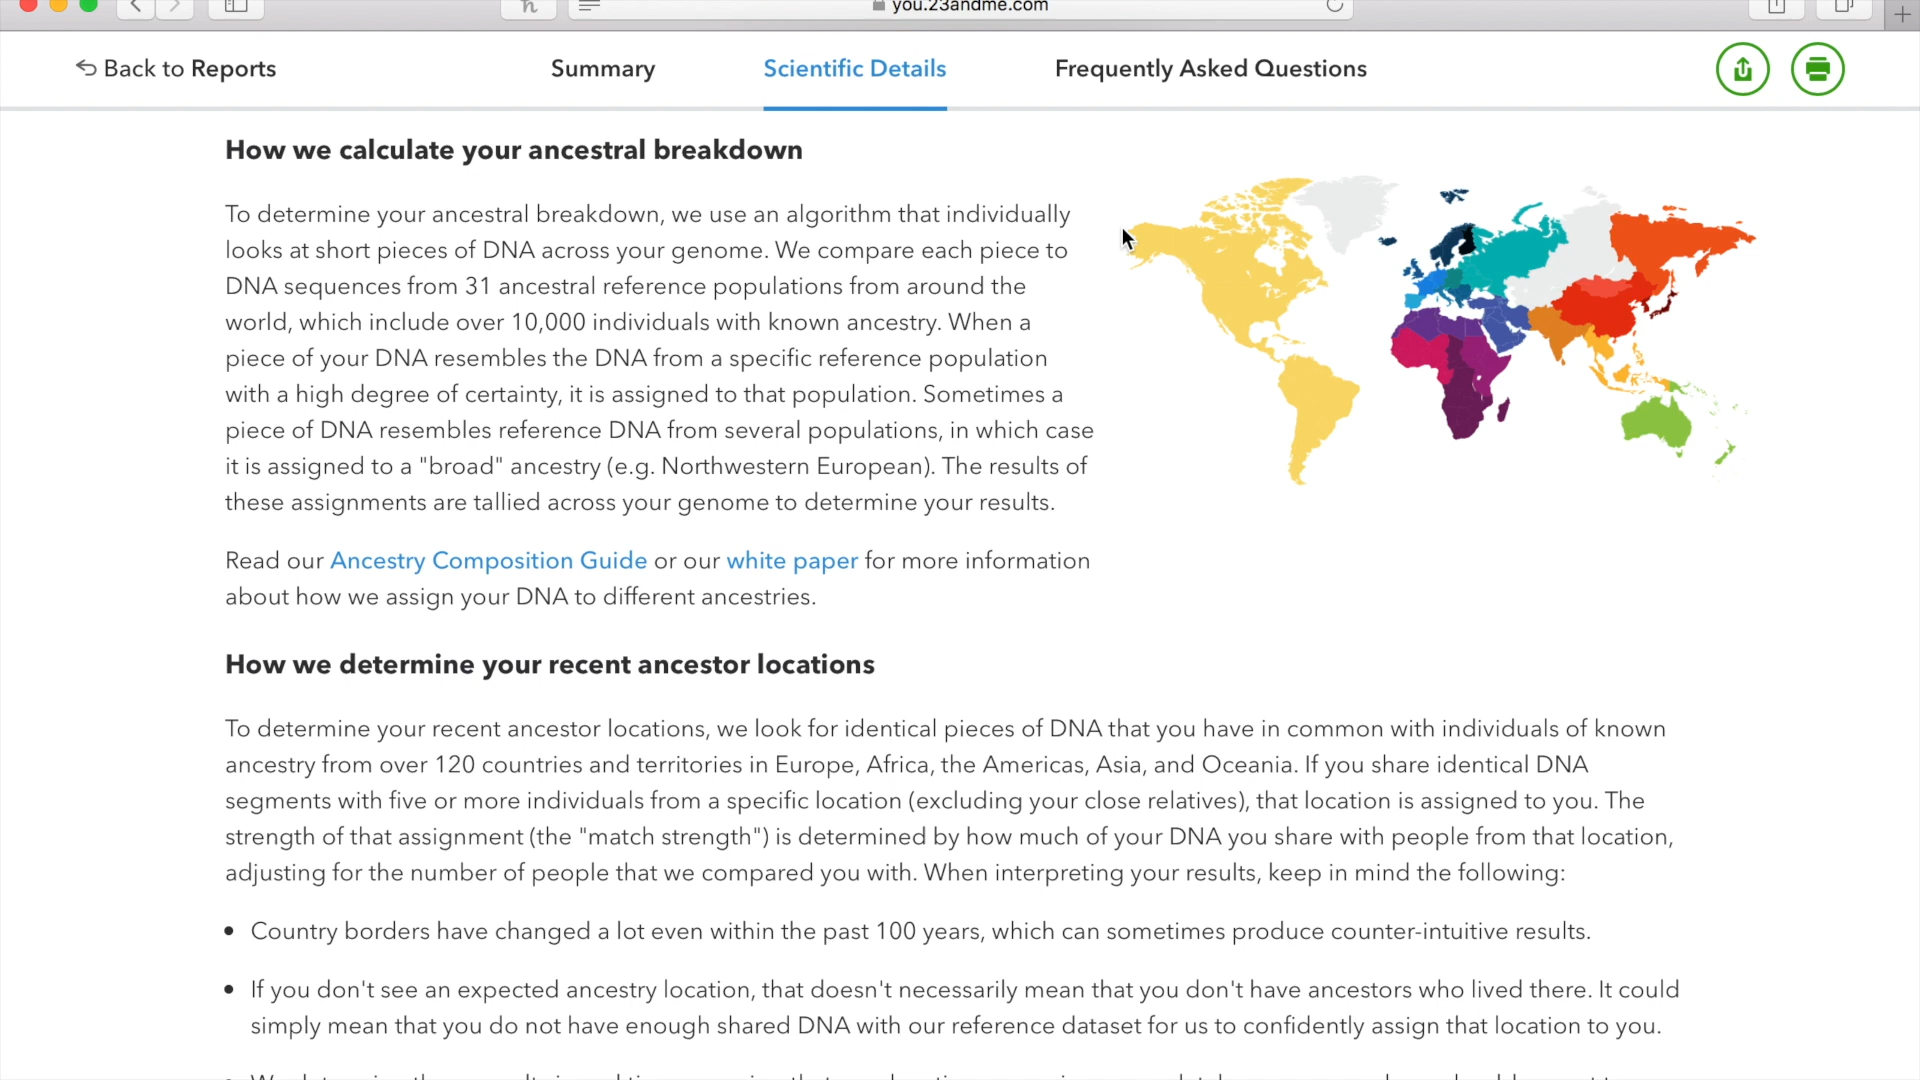 you.23andme.com
Back to Reports
Summary
Scientific Details
Frequently Asked Questions
How we calculate your ancestral breakdown
To determine your ancestral breakdown, we use an algorithm that individually
looks at short pieces of DNA across your genome. We compare each piece to
DNA sequences from 31 ancestral reference populations from around the
world, which include over 10,000 individuals with known ancestry. When a
piece of your DNA resembles the DNA from a specific reference population
with a high degree of certainty, it is assigned to that population. Sometimes a
piece of DNA resembles reference DNA from several populations, in which case
it is assigned to a "broad" ancestry (e.g. Northwestern European). The results of
these assignments are tallied across your genome to determine your results.
Read our Ancestry Composition Guide or our white paper for more information
about how we assign your DNA to different ancestries.
How we determine your recent ancestor locations
To determine your recent ancestor locations, we look for identical pieces of DNA that you have in common with individuals of known
ancestry from over 120 countries and territories in Europe, Africa, the Americas, Asia, and Oceania. If you share identical DNA
segments with five or more individuals from a specific location (excluding your close relatives), that location is assigned to you. The
strength of that assignment (the "match strength") is determined by how much of your DNA you share with people from that location,
adjusting for the number of people that we compared you with. When interpreting your results, keep in mind the following:
• Country borders have changed a lot even within the past 100 years, which can sometimes produce counter-intuitive results.
• If you don't see an expected ancestry location, that doesn't necessarily mean that you don't have ancestors who lived there. It could
simply mean that you do not have enough shared DNA with our reference dataset for us to confidently assign that location to you.